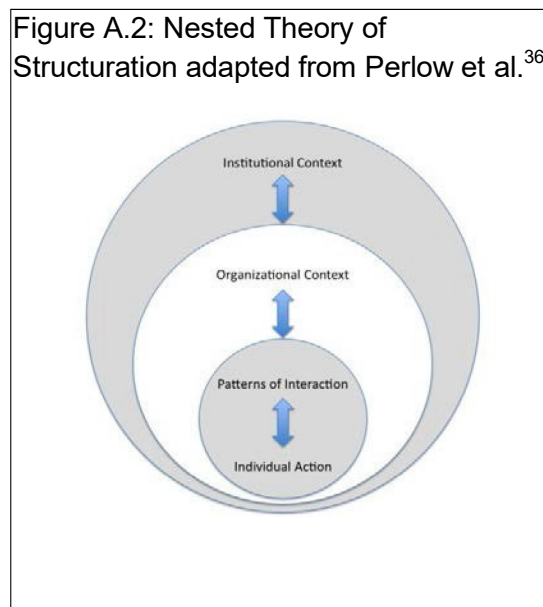 Figure A.2: Nested Theory of
Structuration adapted from Perlow et al.36
Institutional Context
Organizational Context
Patterns of Interaction
Individual Action